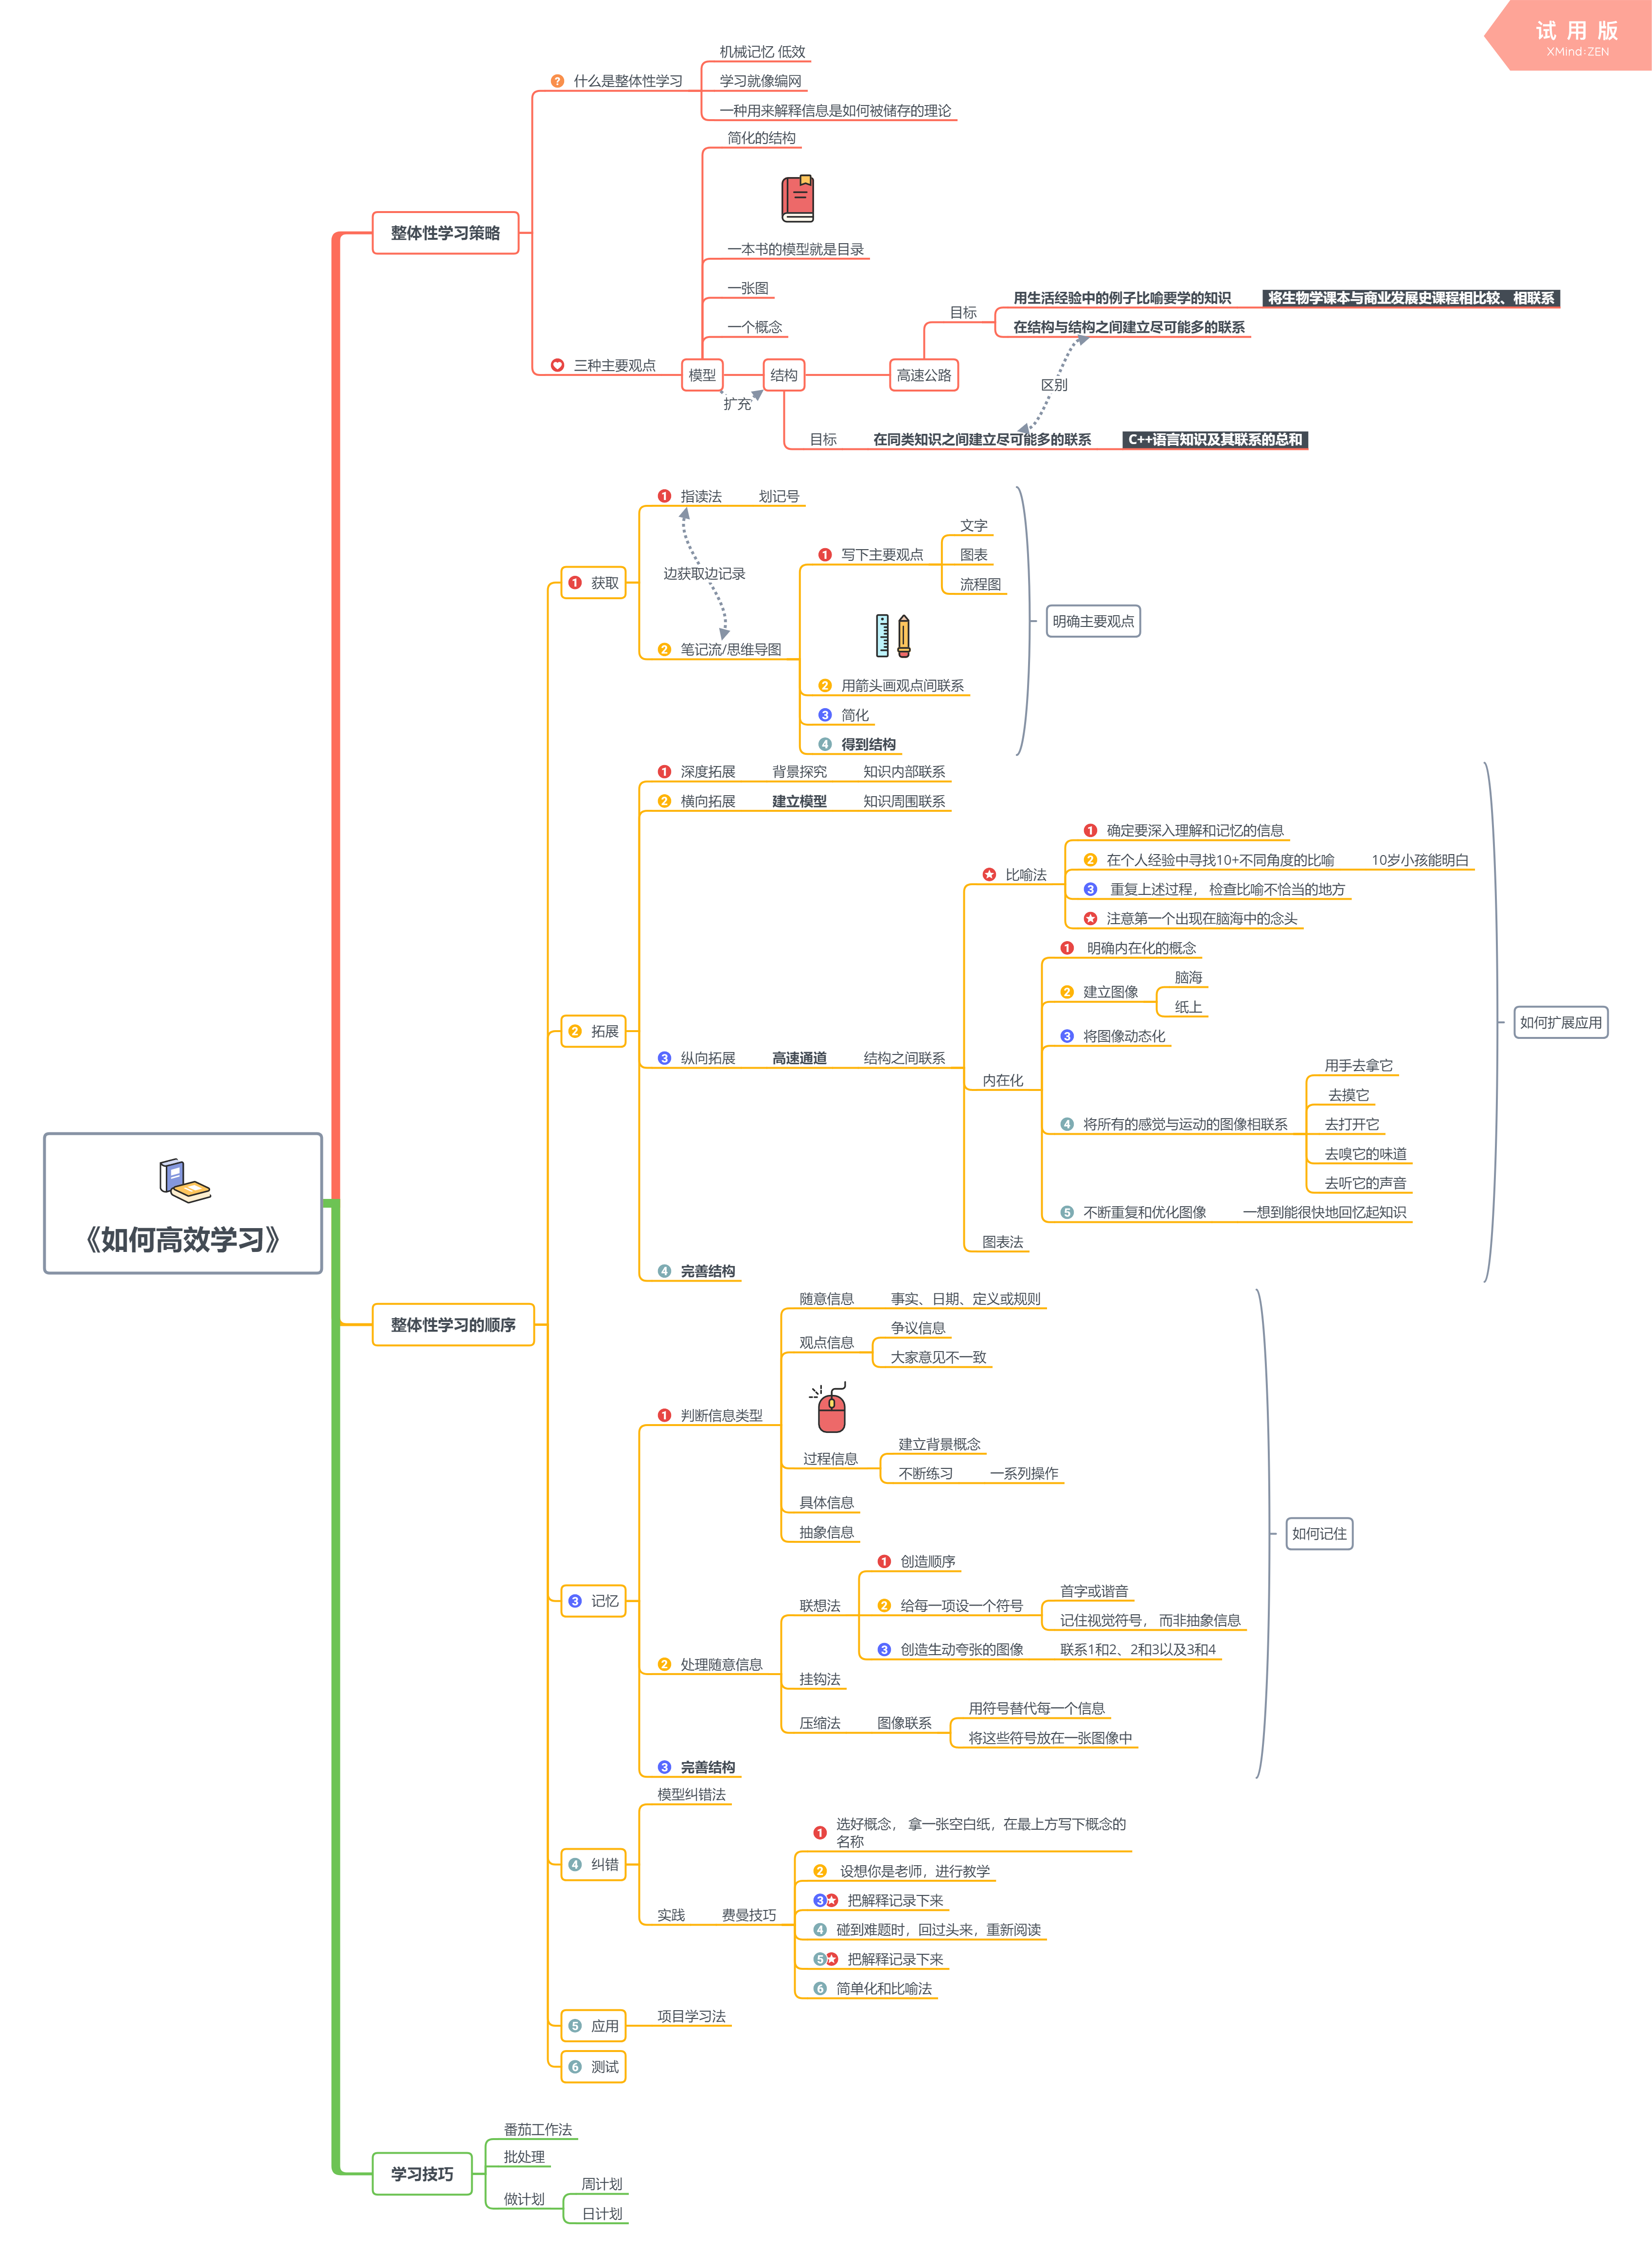 试用版
XMind:ZEN
《如何高效学习》
整体性学习策略
什么是整体性学习
机械记忆 低效
学习就像编网
一种用来解释信息是如何被储存的理论
三种主要观点
模型
简化的结构
一本书的模型就是目录
一张图
一个概念
扩充
结构
目标
在同类知识之间建立尽可能多的联系
C++语言知识及其联系的总和
高速公路
目标
用生活经验中的例子比喻要学的知识
将生物学课本与商业发展史课程相比较、相联系
在结构与结构之间建立尽可能多的联系
区别
整体性学习的顺序
1 获取
1 指读法
划记号
边获取边记录
2 笔记流/思维导图
1 写下主要观点
文字
图表
流程图
2 用箭头画观点间联系
3 简化
4 得到结构
明确主要观点
2 拓展
1 深度拓展
背景探究
知识内部联系
2 横向拓展
建立模型
知识周围联系
3 纵向拓展
高速通道
结构之间联系
比喻法
1 确定要深入理解和记忆的信息
2 在个人经验中寻找10+不同角度的比喻
10岁小孩能明白
3 重复上述过程， 检查比喻不恰当的地方
注意第一个出现在脑海中的念头
内在化
1 明确内在化的概念
2 建立图像
脑海
纸上
3 将图像动态化
4 将所有的感觉与运动的图像相联系
用手去拿它
去摸它
去打开它
去嗅它的味道
去听它的声音
5 不断重复和优化图像
一想到能很快地回忆起知识
图表法
4 完善结构
如何扩展应用
3 记忆
1 判断信息类型
随意信息
事实、日期、定义或规则
观点信息
争议信息
大家意见不一致
过程信息
建立背景概念
不断练习
一系列操作
具体信息
抽象信息
2 处理随意信息
联想法
1 创造顺序
2 给每一项设一个符号
首字或谐音
记住视觉符号， 而非抽象信息
3 创造生动夸张的图像
联系1和2、2和3以及3和4
挂钩法
压缩法
图像联系
用符号替代每一个信息
将这些符号放在一张图像中
3 完善结构
如何记住
4 纠错
模型纠错法
实践
费曼技巧
1 选好概念， 拿一张空白纸，在最上方写下概念的
名称
2 设想你是老师，进行教学
3 把解释记录下来
4 碰到难题时，回过头来，重新阅读
5 把解释记录下来
6 简单化和比喻法
5 应用
项目学习法
6 测试
学习技巧
番茄工作法
批处理
做计划
周计划
日计划